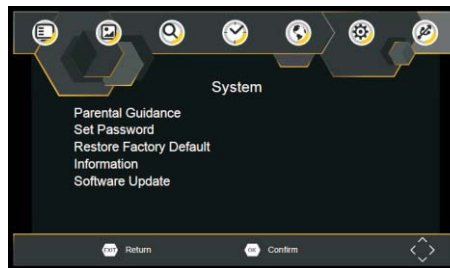 System
Parental Guidance
Set Password
Restore Factory Default
Information
Software Update
EXIT Return OK Confirm